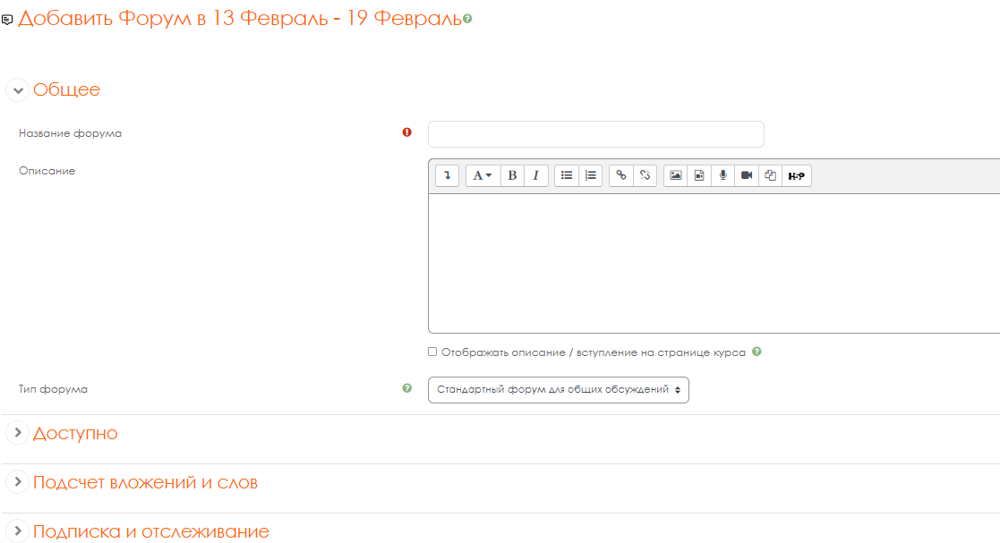 Добавить Форум в 13 Февраль - 19 Февраль
Общее
Название форума
Описание
A B I H5P
Отображать описание / вступление на странице курса
Тип форума
Стандартный форум для общих обсуждений
Доступно
Подсчет вложений и слов
Подписка и отслеживание